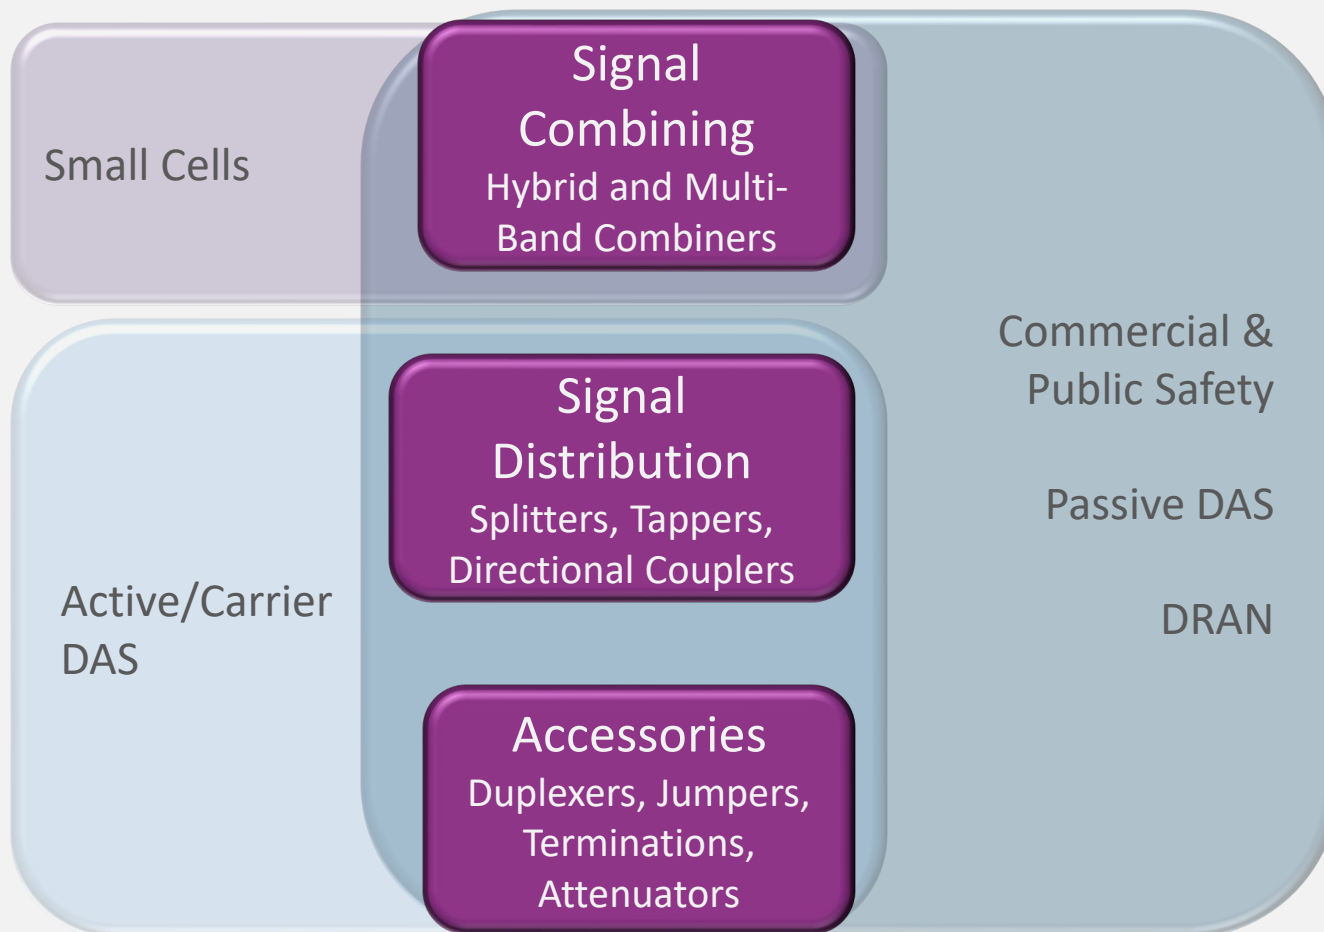 Small Cells
Signal
Combining
Hybrid and Multi-
Band Combiners
Signal
Distribution
Splitters, Tappers,
Directional Couplers
Active/Carrier
DAS
Accessories
Duplexers, Jumpers,
Terminations,
Attenuators
Commercial &
Public Safety
Passive DAS
DRAN